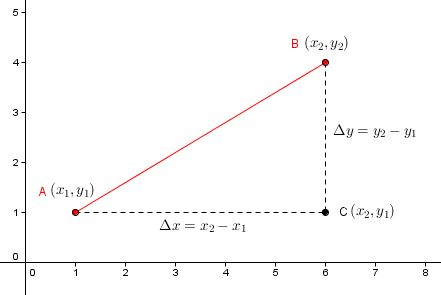 5
B (x₂, y₂)
4
3
Δy = y₂ − y₁
2
A (x₁, y₁)
1
C (x₂, y₁)
Δx = x₂ − x₁
0
0 1 2 3 4 5 6 7 8